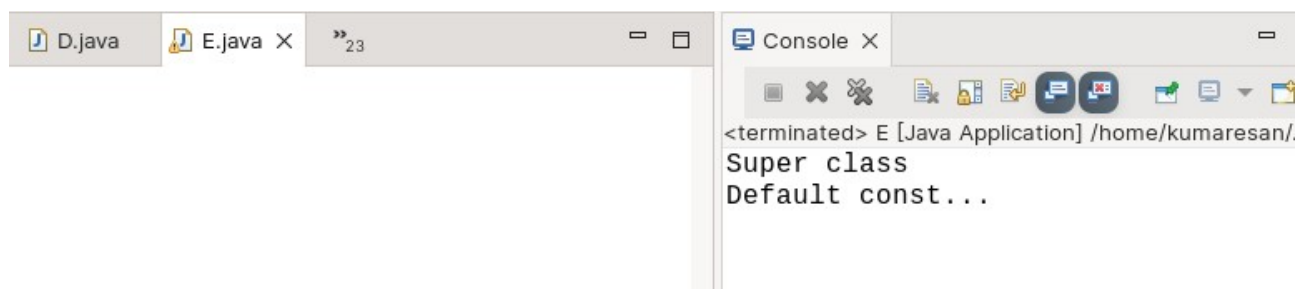 D.java E.java »23
Console
<terminated> E [Java Application] /home/kumaresan/.
Super class
Default const...